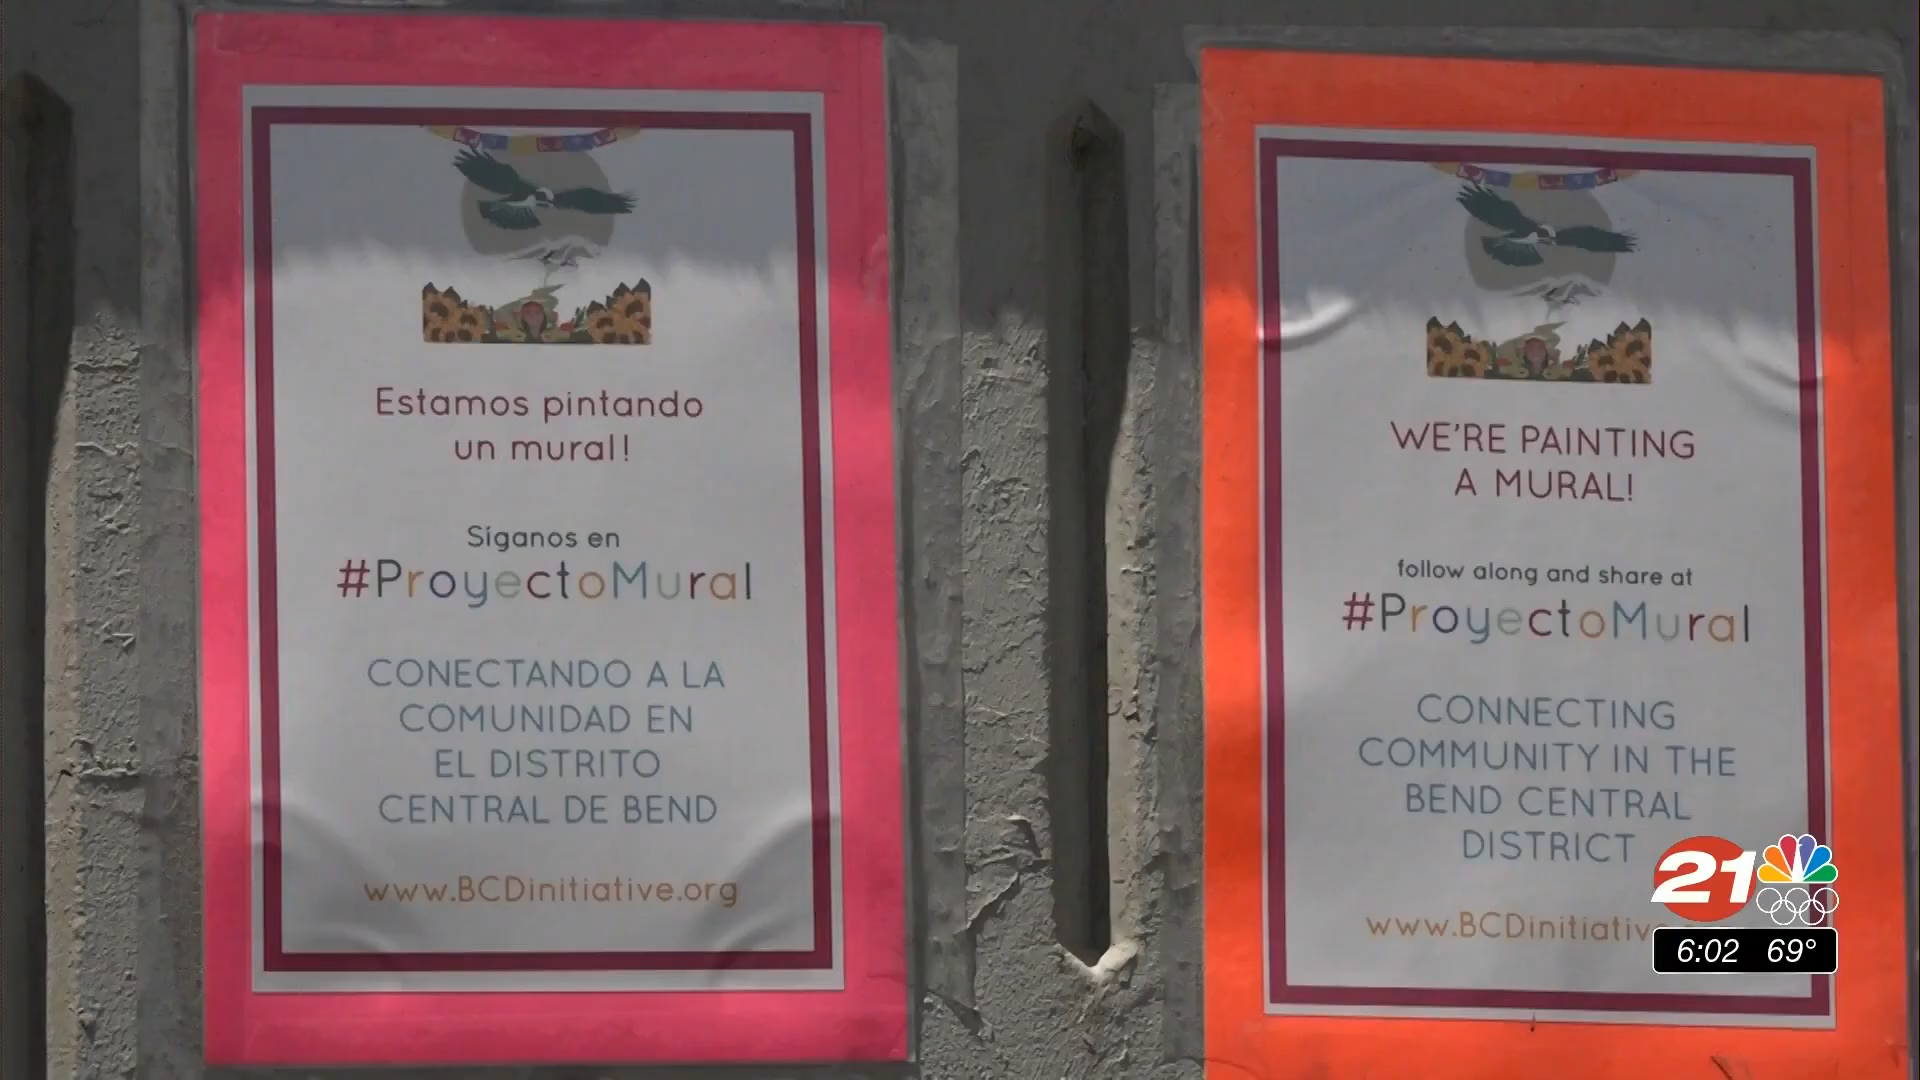 Estamos pintando
un mural!
Síganos en
#ProyectoMural
CONECTANDO A LA
COMUNIDAD EN
EL DISTRITO
CENTRAL DE BEND
www.BCDinitiative.org
WE'RE PAINTING
A MURAL!
follow along and share at
#ProyectoMural
CONNECTING
COMMUNITY IN THE
BEND CENTRAL
DISTRICT
www.BCDinitiativ
21
6:02 69°